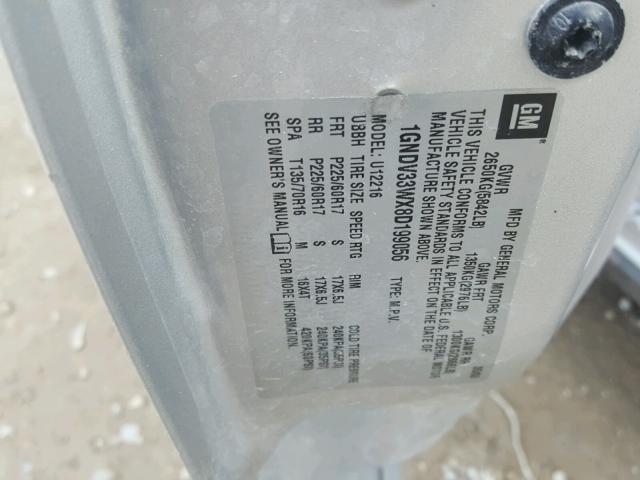 GM
MFD BY GENERAL MOTORS CORP.
GVWR GAWR FRT GAWR RR
2650KG(5842LB) 1350KG(2976LB) 1300KG(2866LB)
THIS VEHICLE CONFORMS TO ALL APPLICABLE U.S. FEDERAL MOTOR
VEHICLE SAFETY STANDARDS IN EFFECT ON THE DATE OF
MANUFACTURE SHOWN ABOVE.
1GNDV33WX8D199056 TYPE: M.P.V.
MODEL: U12216
UBBH TIRE SIZE SPEED RTG RIM COLD TIRE PRESSURE
FRT P225/60R17 S 17X6.5J 240KPA(35PSI)
RR P225/60R17 S 17X6.5J 240KPA(35PSI)
SPA T135/70R16 M 16X4T 420KPA(60PSI)
SEE OWNER'S MANUAL FOR MORE INFORMATION.